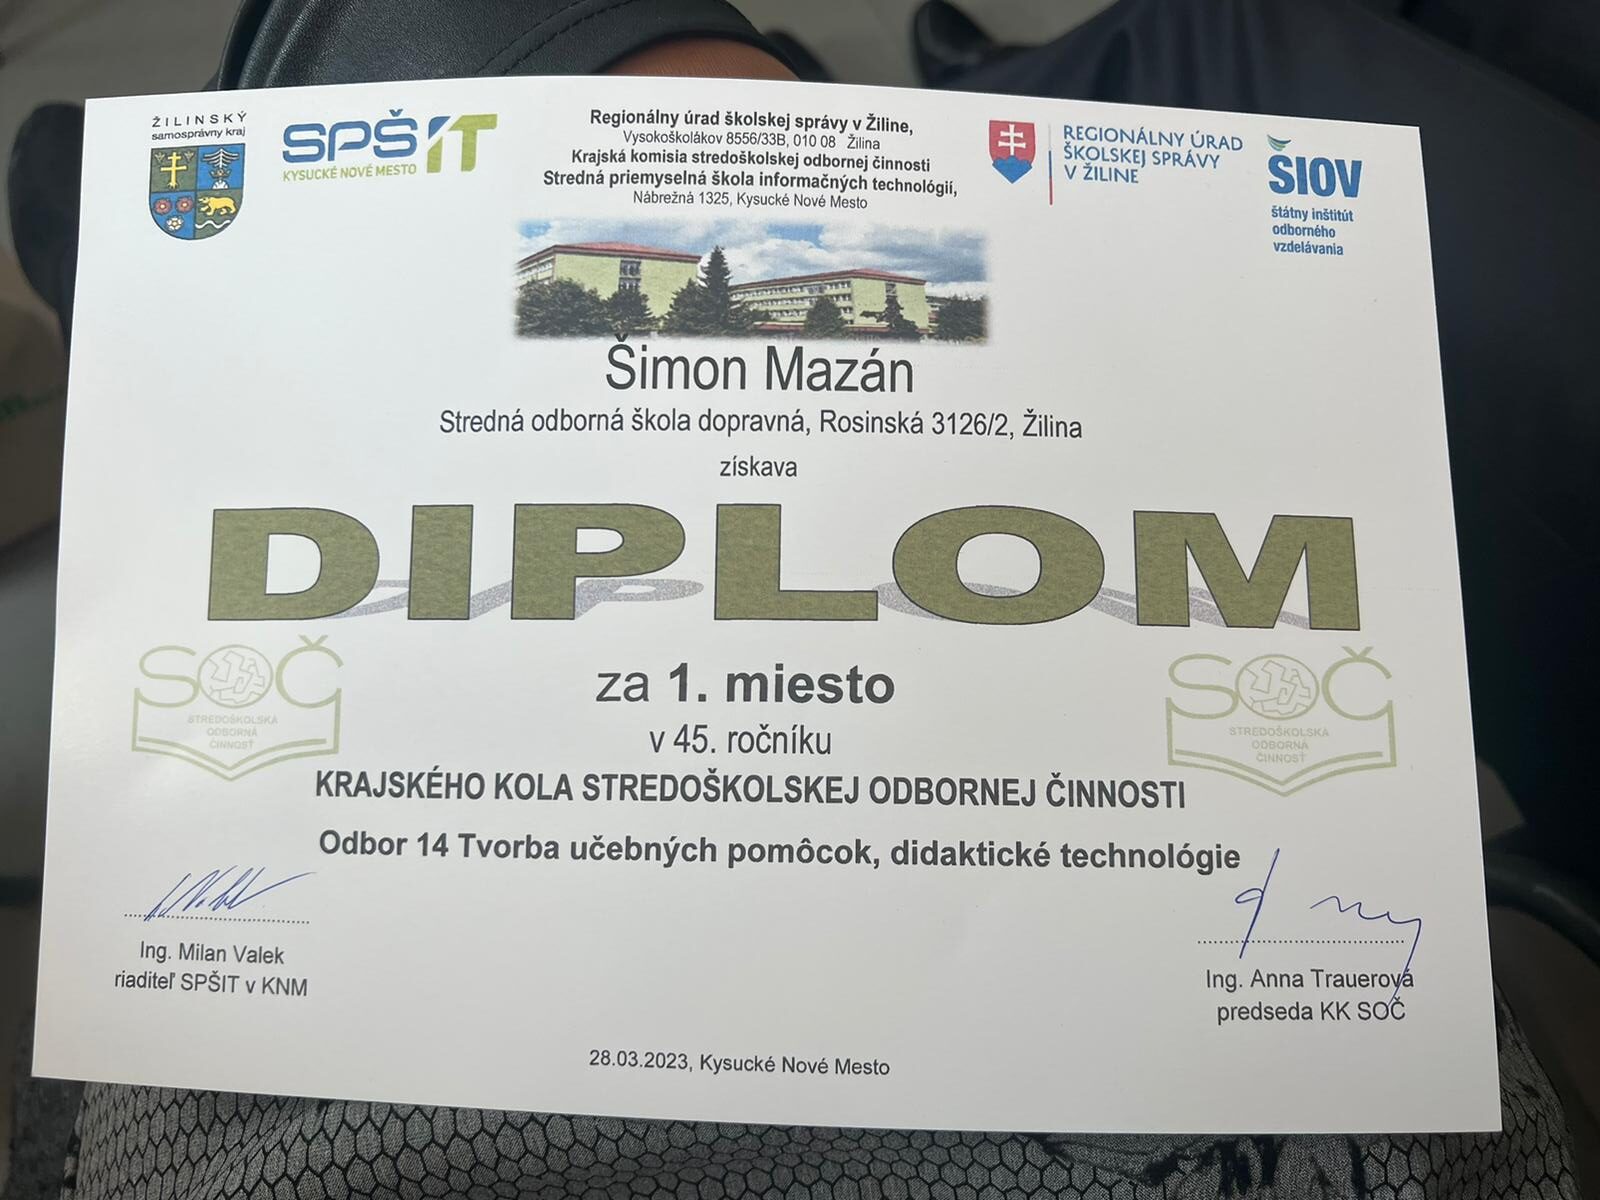 ŽILINSKÝ
samosprávny kraj
SPŠIT
KYSUCKÉ NOVÉ MESTO
Regionálny úrad školskej správy v Žiline,
Vysokoškolákov 8556/33B, 010 08 Žilina
Krajská komisia stredoškolskej odbornej činnosti
Stredná priemyselná škola informačných technológií,
Nábrežná 1325, Kysucké Nové Mesto
REGIONÁLNY ÚRAD
ŠKOLSKEJ SPRÁVY
V ŽILINE
ŠIOV
štátny inštitút
odborného
vzdelávania
Šimon Mazán
Stredná odborná škola dopravná, Rosinská 3126/2, Žilina
získava
DIPLOM
za 1. miesto
v 45. ročníku
KRAJSKÉHO KOLA STREDOŠKOLSKEJ ODBORNEJ ČINNOSTI
Odbor 14 Tvorba učebných pomôcok, didaktické technológie
SOČ
STREDOŠKOLSKÁ
ODBORNÁ
ČINNOSŤ
SOČ
STREDOŠKOLSKÁ
ODBORNÁ
ČINNOSŤ
Ing. Milan Valek
riaditeľ SPŠIT v KNM
Ing. Anna Trauerová
predseda KK SOČ
28.03.2023, Kysucké Nové Mesto